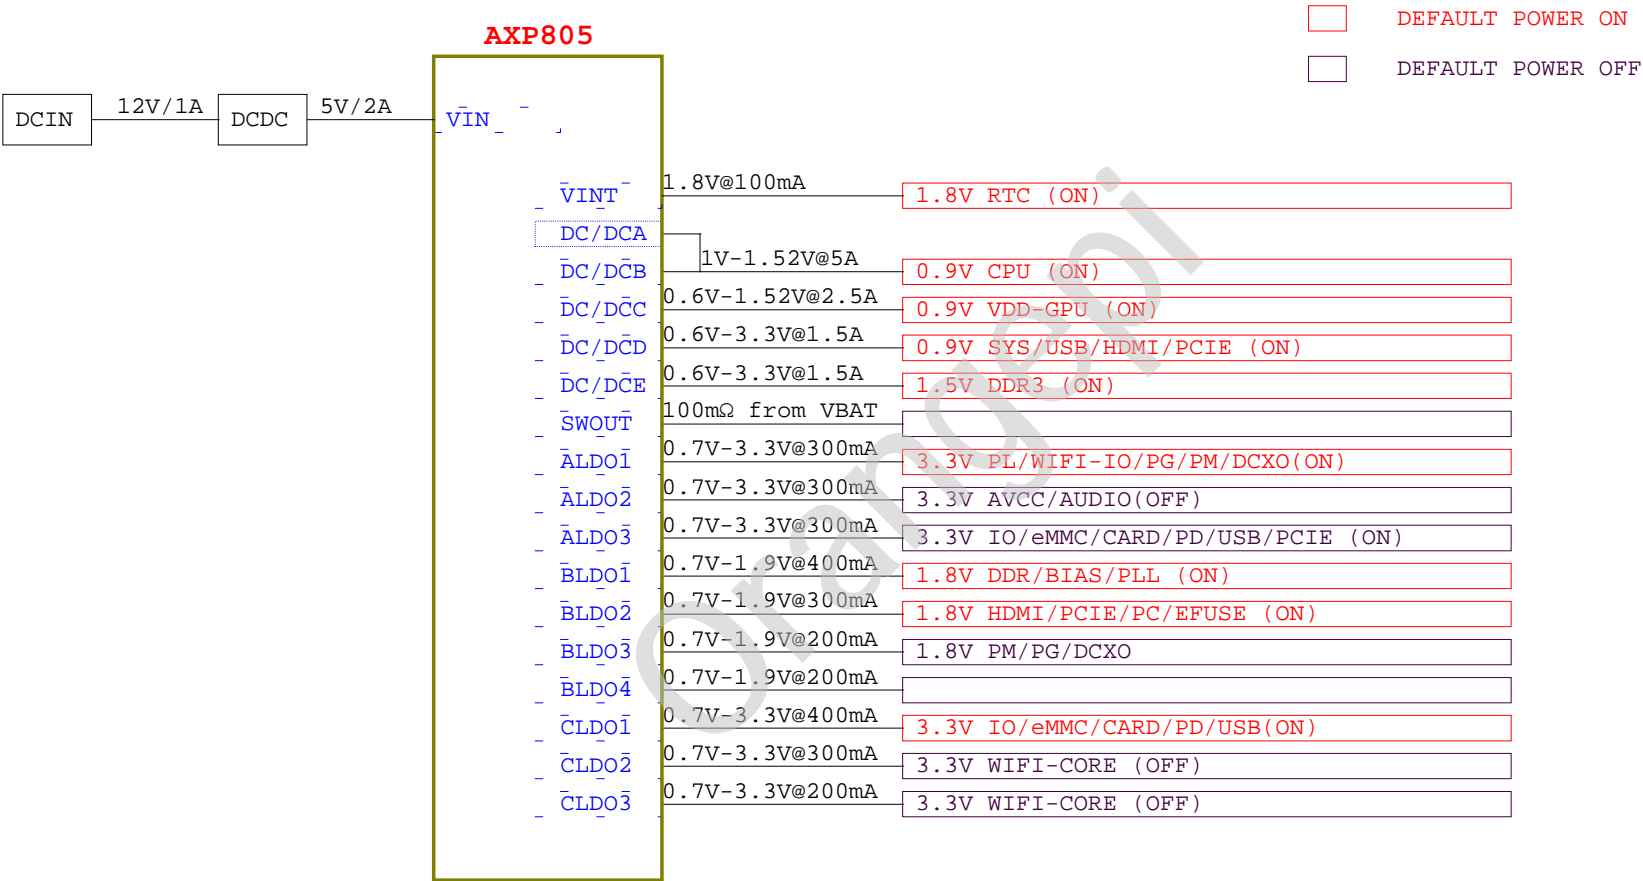 DEFAULT POWER ON
AXP805
DEFAULT POWER OFF
DCIN 12V/1A DCDC 5V/2A VIN
VINT 1.8V@100mA 1.8V RTC (ON)
DC/DCA
DC/DCB 1V-1.52V@5A 0.9V CPU (ON)
DC/DCC 0.6V-1.52V@2.5A 0.9V VDD-GPU (ON)
DC/DCD 0.6V-3.3V@1.5A 0.9V SYS/USB/HDMI/PCIE (ON)
DC/DCE 0.6V-3.3V@1.5A 1.5V DDR3 (ON)
SWOUT 100mΩ from VBAT
ALDO1 0.7V-3.3V@300mA 3.3V PL/WIFI-IO/PG/PM/DCXO(ON)
ALDO2 0.7V-3.3V@300mA 3.3V AVCC/AUDIO(OFF)
ALDO3 0.7V-3.3V@300mA 3.3V IO/eMMC/CARD/PD/USB/PCIE (ON)
BLDO1 0.7V-1.9V@400mA 1.8V DDR/BIAS/PLL (ON)
BLDO2 0.7V-1.9V@300mA 1.8V HDMI/PCIE/PC/EFUSE (ON)
BLDO3 0.7V-1.9V@200mA 1.8V PM/PG/DCXO
BLDO4 0.7V-1.9V@200mA
CLDO1 0.7V-3.3V@400mA 3.3V IO/eMMC/CARD/PD/USB(ON)
CLDO2 0.7V-3.3V@300mA 3.3V WIFI-CORE (OFF)
CLDO3 0.7V-3.3V@200mA 3.3V WIFI-CORE (OFF)
Orangepi